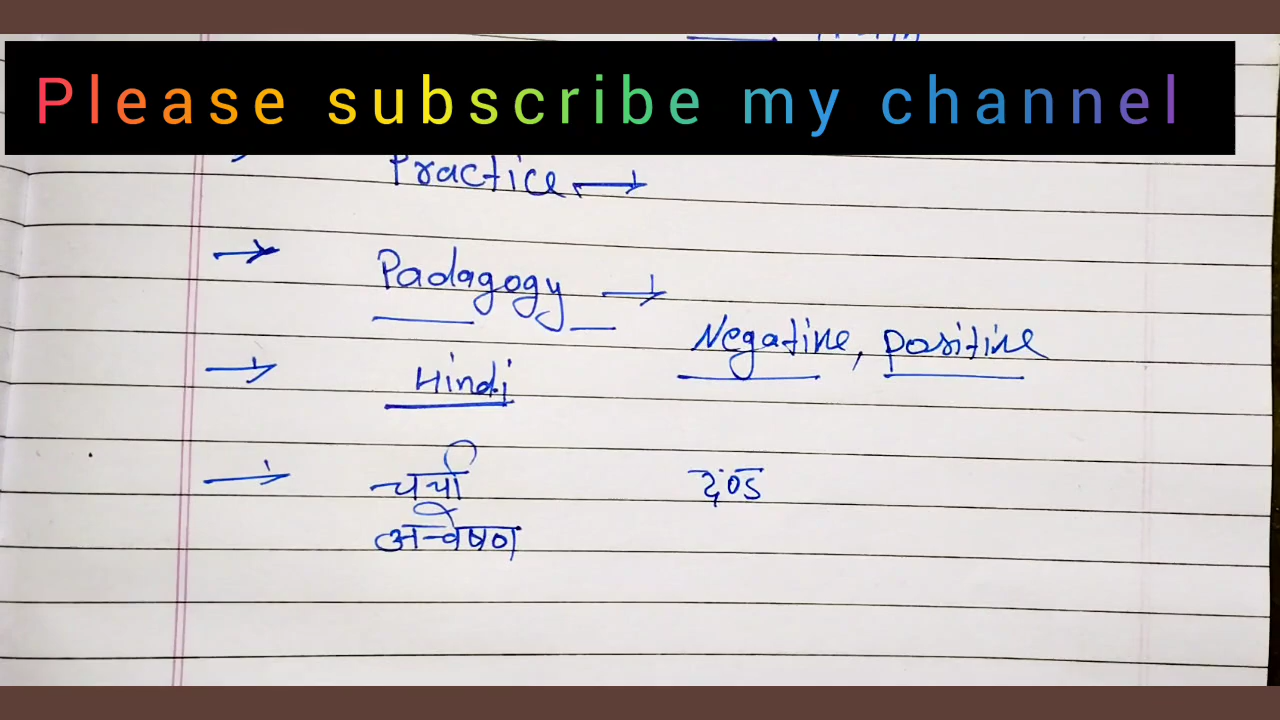 Please subscribe my channel
Practice →
→ Padagogy →
Negative, positive
→ Hindi
→ चर्चा दंण्ड
अन्वेषण